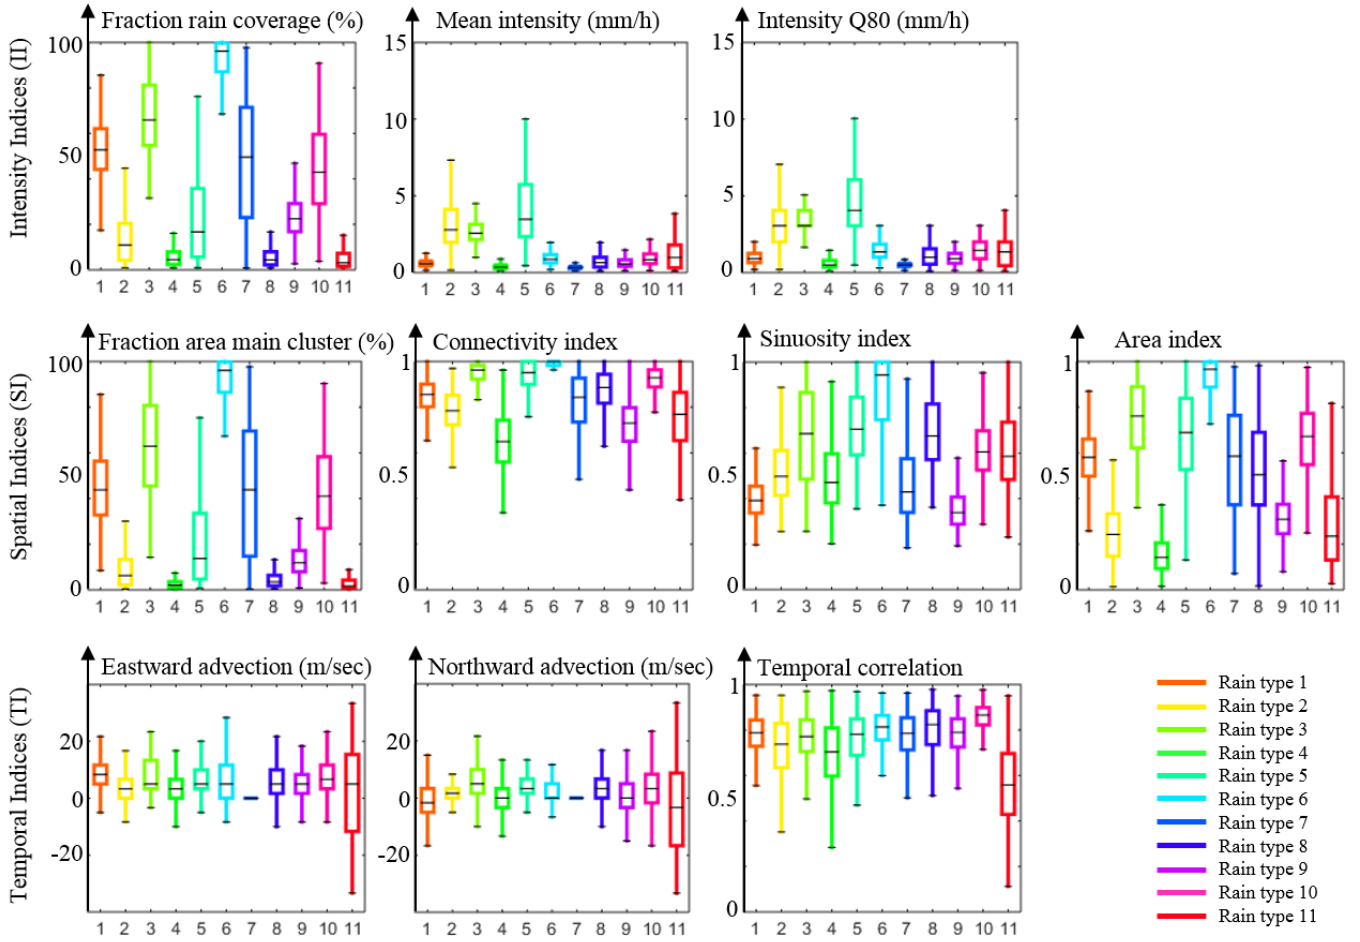 Fraction rain coverage (%)
Mean intensity (mm/h)
Intensity Q80 (mm/h)
Intensity Indices (II)
100
50
0
15
10
5
0
15
10
5
0
1 2 3 4 5 6 7 8 9 10 11
1 2 3 4 5 6 7 8 9 10 11
1 2 3 4 5 6 7 8 9 10 11
Fraction area main cluster (%)
Connectivity index
Sinuosity index
Area index
Spatial Indices (SI)
100
50
0
1
0.5
0
1
0.5
0
1
0.5
0
1 2 3 4 5 6 7 8 9 10 11
1 2 3 4 5 6 7 8 9 10 11
1 2 3 4 5 6 7 8 9 10 11
1 2 3 4 5 6 7 8 9 10 11
Eastward advection (m/sec)
Northward advection (m/sec)
Temporal correlation
Temporal Indices (TI)
20
0
-20
20
0
-20
1
0.5
0
1 2 3 4 5 6 7 8 9 10 11
1 2 3 4 5 6 7 8 9 10 11
1 2 3 4 5 6 7 8 9 10 11
Rain type 1
Rain type 2
Rain type 3
Rain type 4
Rain type 5
Rain type 6
Rain type 7
Rain type 8
Rain type 9
Rain type 10
Rain type 11